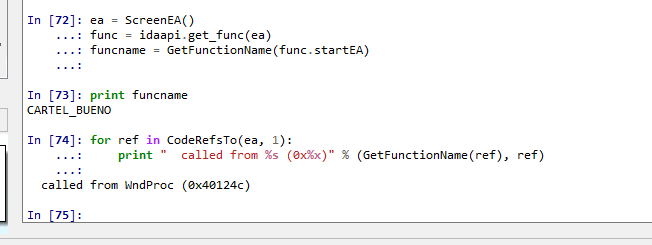 In [72]: ea = ScreenEA()
    ...: func = idaapi.get_func(ea)
    ...: funcname = GetFunctionName(func.startEA)
    ...:
In [73]: print funcname
CARTEL_BUENO
In [74]: for ref in CodeRefsTo(ea, 1):
    ...:     print "  called from %s (0x%x)" % (GetFunctionName(ref), ref)
    ...:
  called from WndProc (0x40124c)
In [75]: